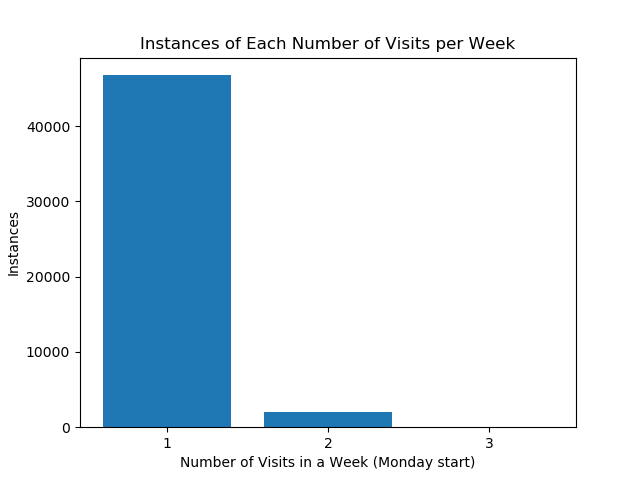 Instances of Each Number of Visits per Week
Instances
40000
30000
20000
10000
0
1 2 3
Number of Visits in a Week (Monday start)